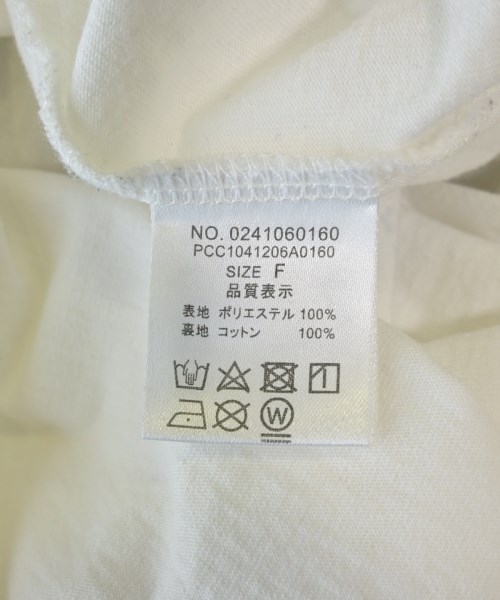 NO. 0241060160
PCC1041206A0160
SIZE F
品質表示
表地 ポリエステル 100%
裏地 コットン 100%
W